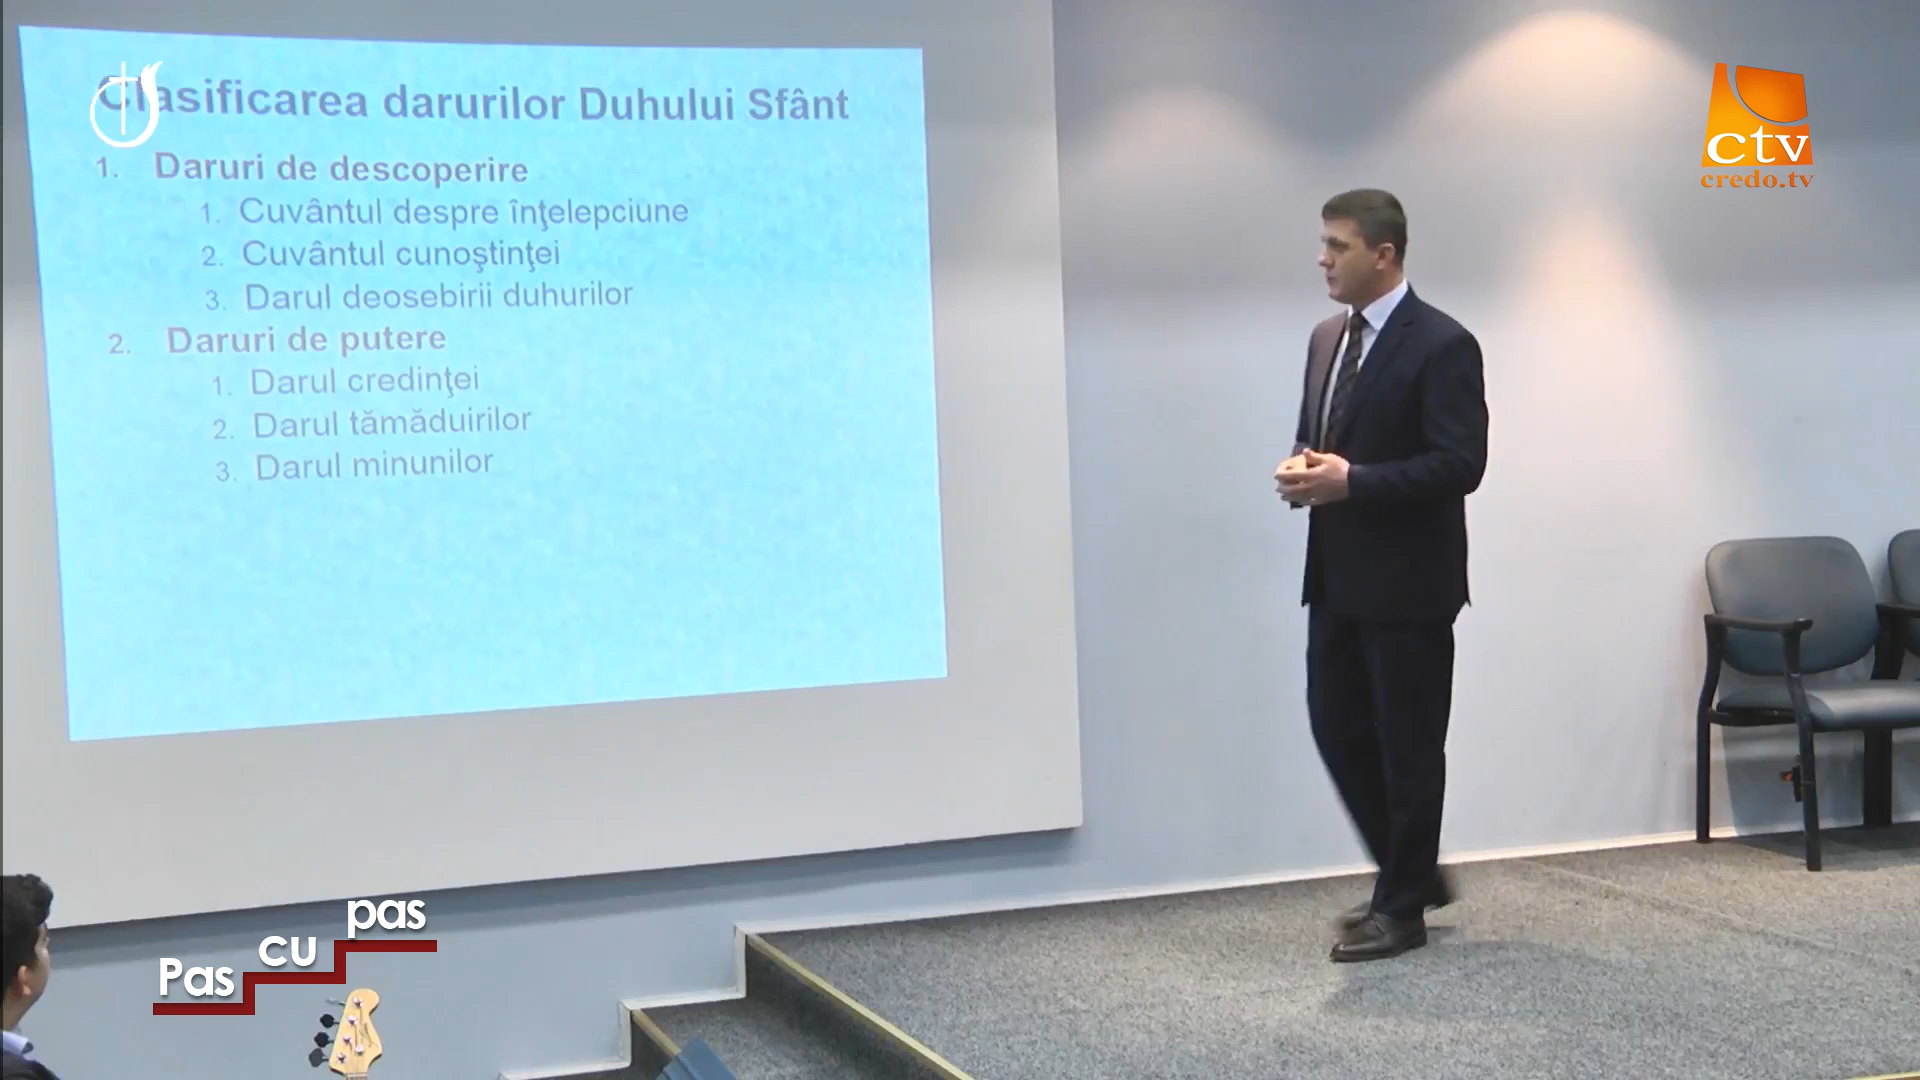 Clasificarea darurilor Duhului Sfânt
1. Daruri de descoperire
1. Cuvântul despre înţelepciune
2. Cuvântul cunoştinţei
3. Darul deosebirii duhurilor
2. Daruri de putere
1. Darul credinţei
2. Darul tămăduirilor
3. Darul minunilor
ctv
credo.tv
Pas cu pas